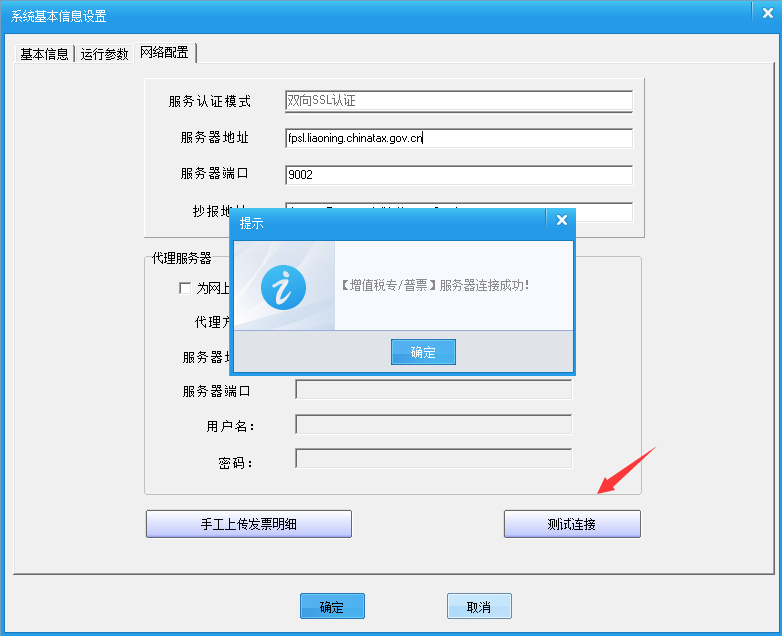 系统基本信息设置
基本信息 运行参数 网络配置
服务认证模式 双向SSL认证
服务器地址 fpsl.liaoning.chinatax.gov.cn
服务器端口 9002
抄报地
提示
代理服务器
为网上
【增值税专/普票】服务器连接成功!
代理方
服务器地
确定
服务器端口
用户名:
密码:
手工上传发票明细 测试连接
确定 取消